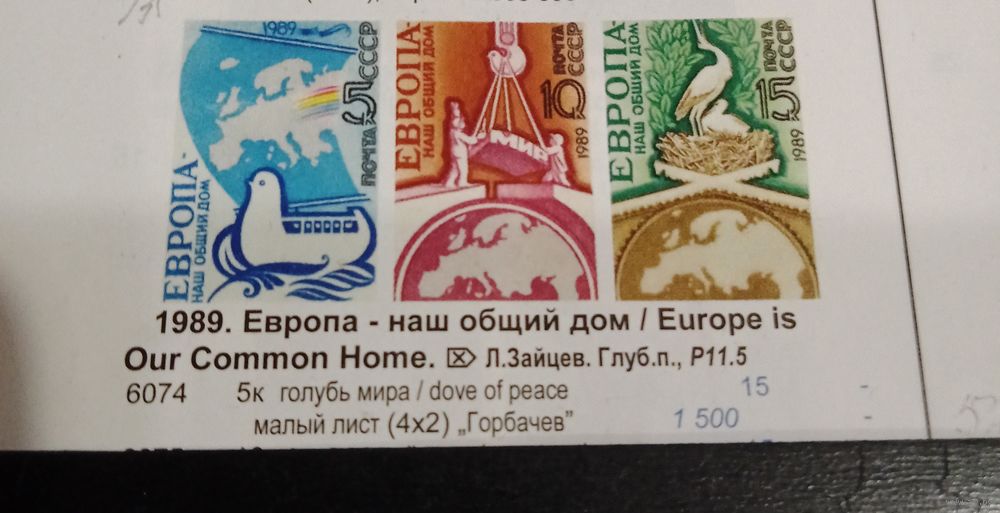 1989
ЕВРОПА-
НАШ ОБЩИЙ ДОМ
5
ПОЧТА СССР
ЕВРОПА-
НАШ ОБЩИЙ ДОМ
МИР
10
ПОЧТА
СССР
1989
ЕВРОПА-
НАШ ОБЩИЙ ДОМ
15
ПОЧТА
СССР
1989
1989. Европа - наш общий дом / Europe is
Our Common Home. Л.Зайцев. Глуб.п., P11.5
6074 5к голубь мира / dove of peace 15 -
малый лист (4x2) „Горбачев” 1 500 -